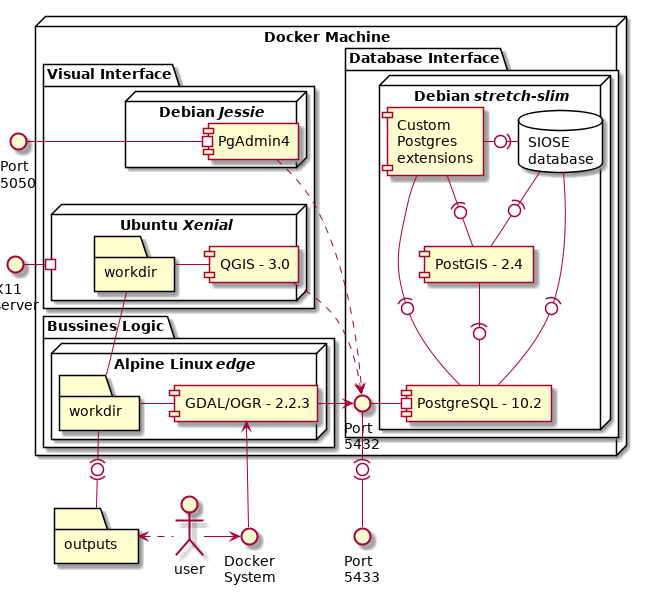 Docker Machine
Database Interface
Visual Interface
Debian Jessie
Debian stretch-slim
Custom
Postgres
extensions
PgAdmin4
SIOSE
database
Port
5050
Ubuntu Xenial
workdir
QGIS - 3.0
PostGIS - 2.4
X11
server
Bussines Logic
Alpine Linux edge
workdir
GDAL/OGR - 2.2.3
PostgreSQL - 10.2
Port
5432
outputs
user
Docker
System
Port
5433